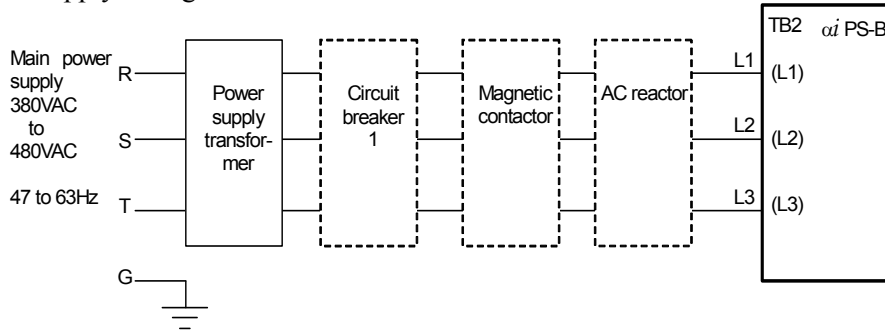 Main power
supply
380VAC
to
480VAC
47 to 63Hz
R
S
T
G
Power
supply
transfor-
mer
Circuit
breaker
1
Magnetic
contactor
AC reactor
L1
L2
L3
TB2 αi PS-B
(L1)
(L2)
(L3)